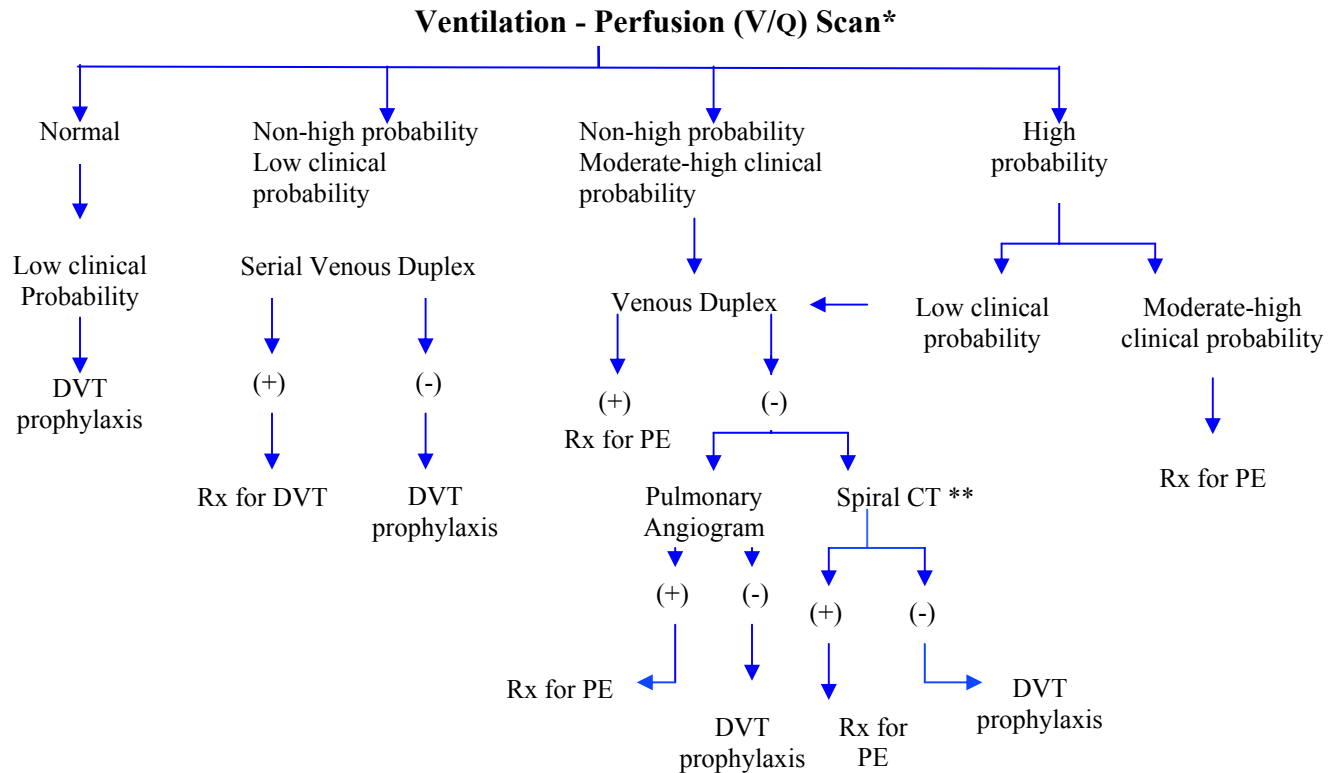 Ventilation - Perfusion (V/Q) Scan*
Normal
Non-high probability
Low clinical
probability
Non-high probability
Moderate-high clinical
probability
High
probability
Low clinical
Probability
Serial Venous Duplex
Venous Duplex
Low clinical
probability
Moderate-high
clinical probability
DVT
prophylaxis
(+)
(-)
(+)
(-)
Rx for PE
Rx for PE
Rx for DVT
DVT
prophylaxis
Pulmonary
Angiogram
Spiral CT **
(+)
(-)
(+)
(-)
Rx for PE
DVT
prophylaxis
Rx for
PE
DVT
prophylaxis